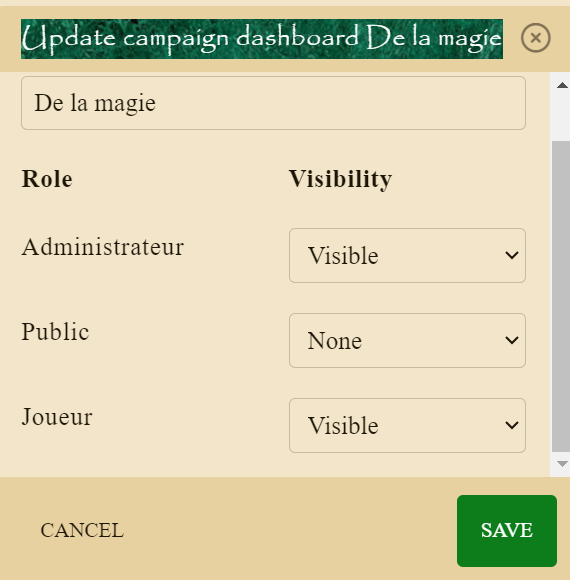 Update campaign dashboard De la magie
De la magie
Role Visibility
Administrateur Visible
Public None
Joueur Visible
CANCEL SAVE